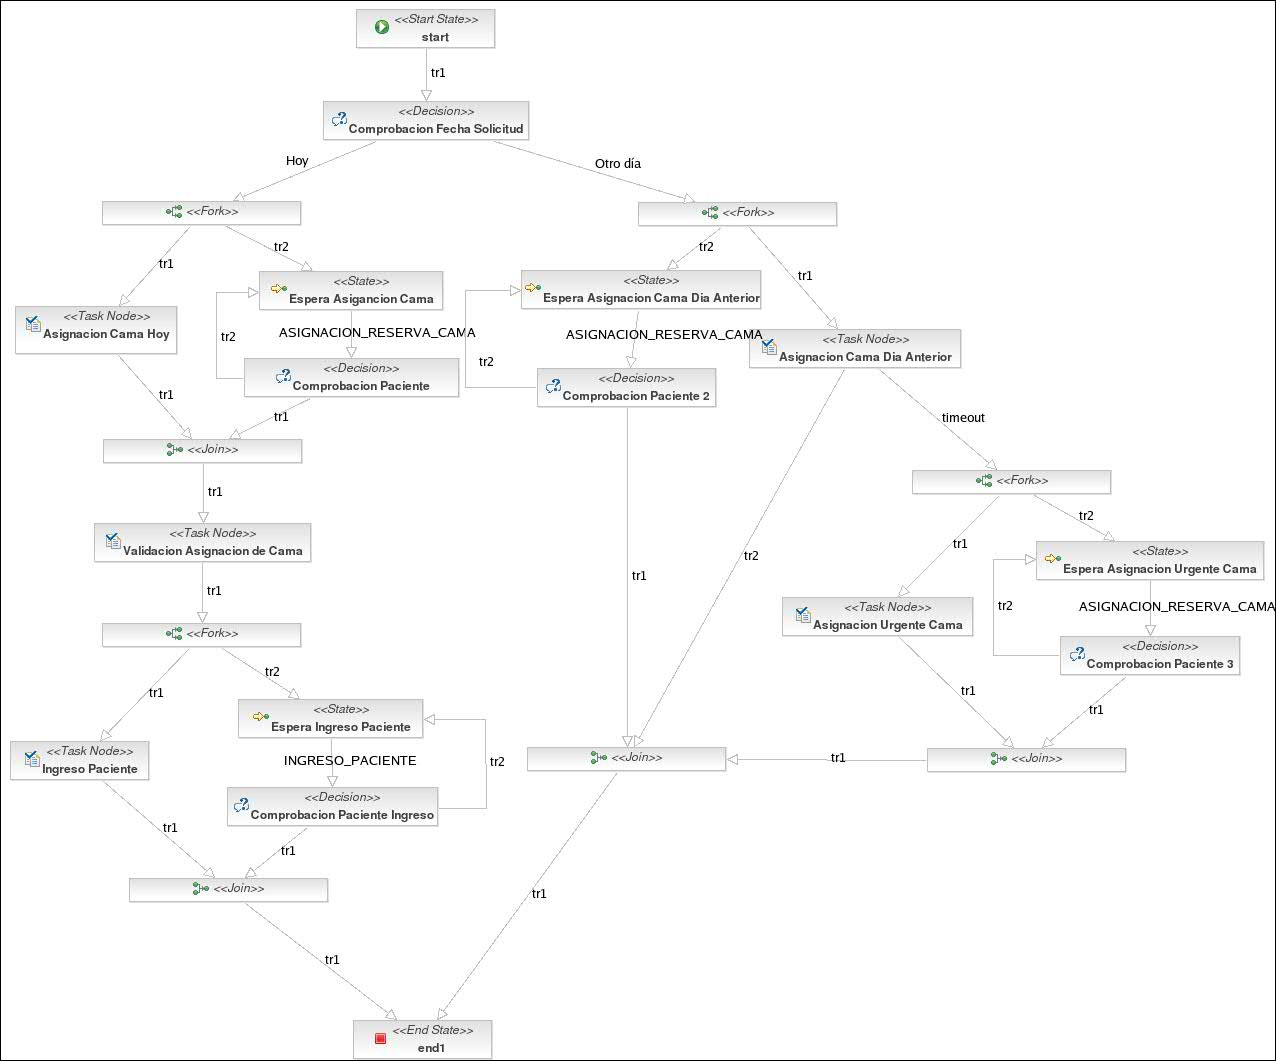 <<Start State>>
start
tr1
<<Decision>>
Comprobacion Fecha Solicitud
Hoy
Otro día
<<Fork>>
<<Fork>>
tr1
tr2
tr2
tr1
<<State>>
Espera Asigancion Cama
<<State>>
Espera Asignacion Cama Dia Anterior
<<Task Node>>
Asignacion Cama Hoy
tr2
ASIGNACION_RESERVA_CAMA
ASIGNACION_RESERVA_CAMA
<<Task Node>>
Asignacion Cama Dia Anterior
<<Decision>>
Comprobacion Paciente
tr2
<<Decision>>
Comprobacion Paciente 2
tr1
tr1
timeout
<<Join>>
<<Fork>>
tr1
tr1
tr2
<<Task Node>>
Validacion Asignacion de Cama
tr1
tr2
tr1
<<State>>
Espera Asignacion Urgente Cama
tr1
tr2
ASIGNACION_RESERVA_CAMA
<<Task Node>>
Asignacion Urgente Cama
<<Fork>>
<<Decision>>
Comprobacion Paciente 3
tr1
tr2
tr1
tr1
<<State>>
Espera Ingreso Paciente
<<Task Node>>
Ingreso Paciente
INGRESO_PACIENTE
tr2
<<Join>>
tr1
<<Join>>
<<Decision>>
Comprobacion Paciente Ingreso
tr1
tr1
<<Join>>
tr1
tr1
<<End State>>
end1